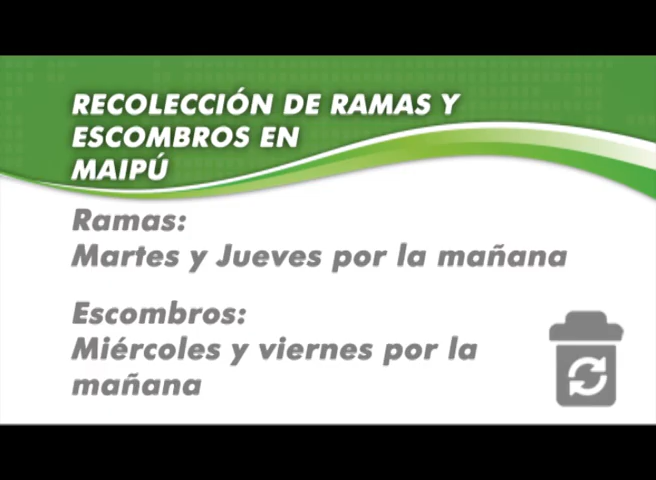 RECOLECCIÓN DE RAMAS Y
ESCOMBROS EN
MAIPÚ
Ramas:
Martes y Jueves por la mañana
Escombros:
Miércoles y viernes por la
mañana